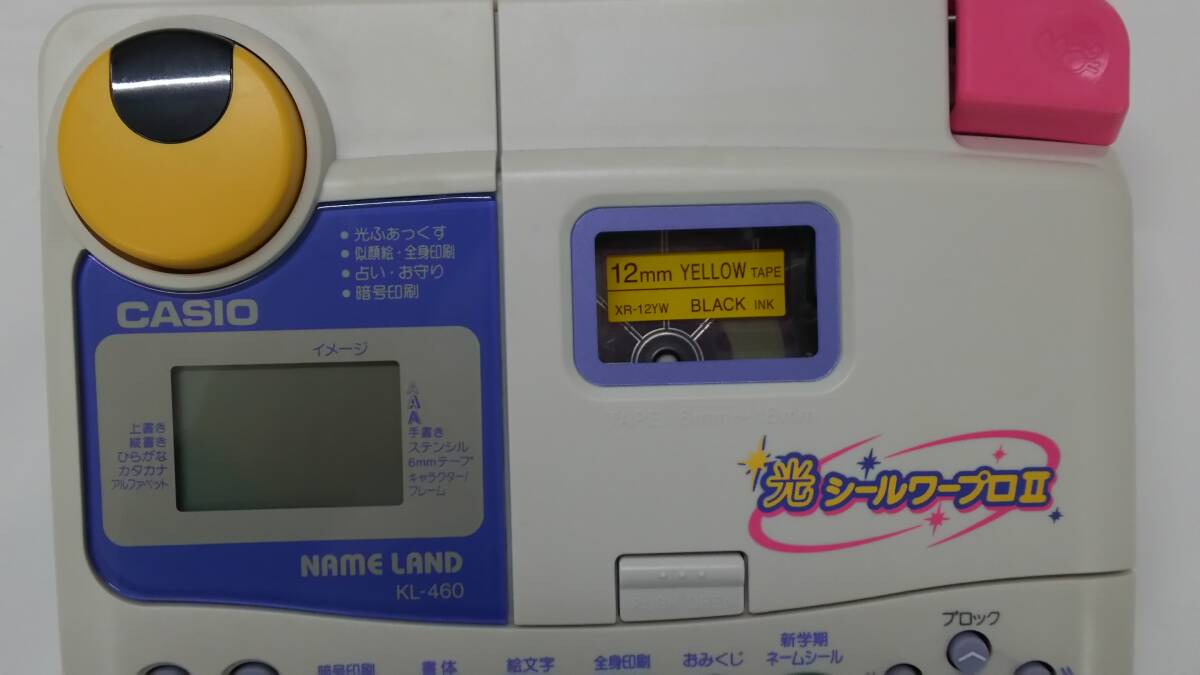 • 光ふぁっくす
• 似顔絵・全身印刷
• 占い・お守り
• 暗号印刷
CASIO
イメージ
上書き
縦書き
ひらがな
カタカナ
アルファベット
A
A
A
手書き
ステンシル
6mmテープ
キャラクター/
フレーム
NAME LAND
KL-460
12mm YELLOW TAPE
XR-12YW BLACK INK
光シールワープロII
PUSH OPEN
ブロック
暗号印刷
書体
絵文字
全身印刷
おみくじ
新学期
ネームシール